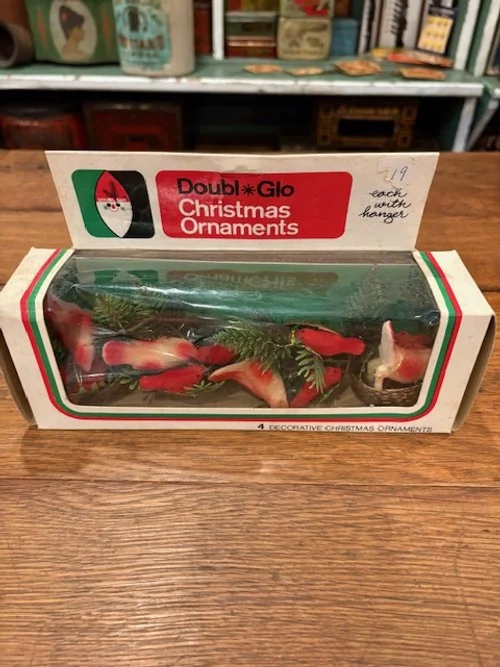 Doubl*Glo
Christmas
Ornaments
19
each
with
hanger
4 DECORATIVE CHRISTMAS ORNAMENTS